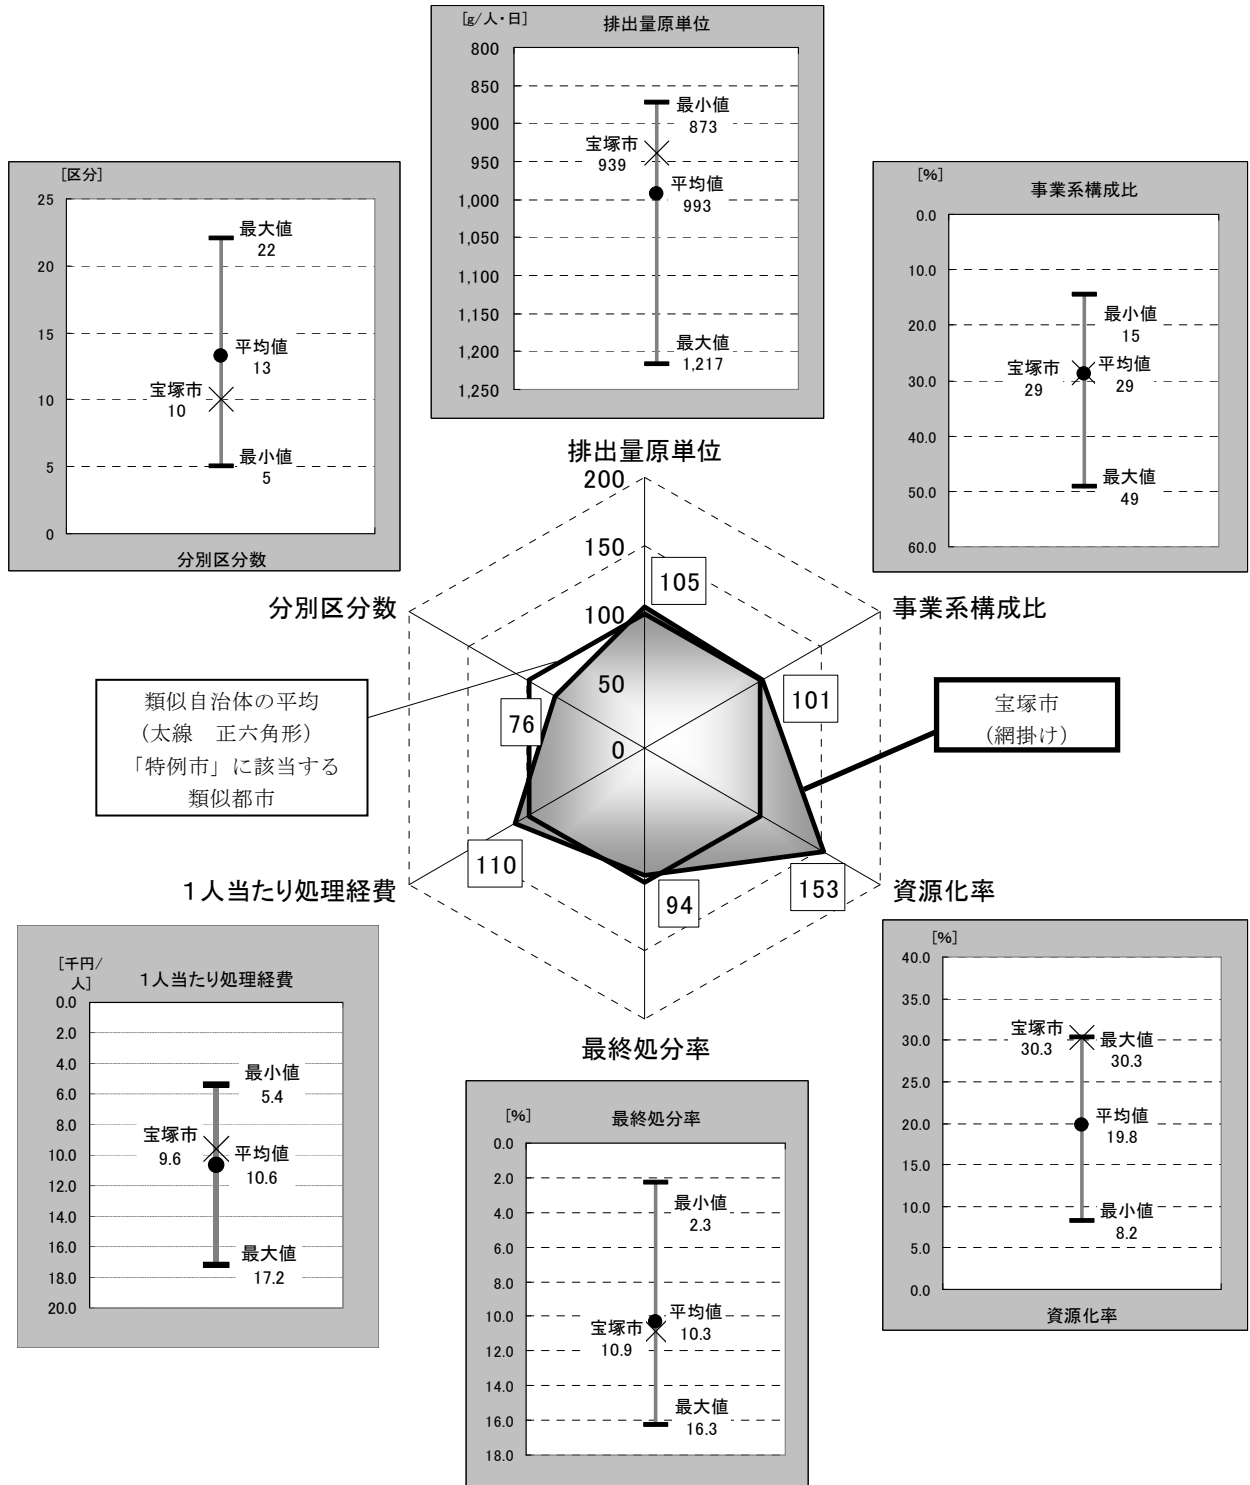 [g/人・日]
排出量原単位
800
850
900
950
1,000
1,050
1,100
1,150
1,200
1,250
最小値
873
宝塚市
939
平均値
993
最大値
1,217
[区分]
25
20
15
10
5
0
最大値
22
平均値
13
宝塚市
10
最小値
5
分別区分数
[%]
事業系構成比
0.0
10.0
20.0
30.0
40.0
50.0
60.0
最小値
15
宝塚市
29
平均値
29
最大値
49
排出量原単位
200
150
100
50
0
分別区分数
事業系構成比
105
101
76
110
94
153
類似自治体の平均
(太線 正六角形)
「特例市」に該当する
類似都市
宝塚市
(網掛け)
1人当たり処理経費
資源化率
最終処分率
[千円/
人]
1人当たり処理経費
0.0
2.0
4.0
6.0
8.0
10.0
12.0
14.0
16.0
18.0
20.0
最小値
5.4
宝塚市
9.6
平均値
10.6
最大値
17.2
[%]
最終処分率
0.0
2.0
4.0
6.0
8.0
10.0
12.0
14.0
16.0
18.0
最小値
2.3
平均値
10.3
宝塚市
10.9
最大値
16.3
[%]
40.0
35.0
30.0
25.0
20.0
15.0
10.0
5.0
0.0
宝塚市
30.3
最大値
30.3
平均値
19.8
最小値
8.2
資源化率